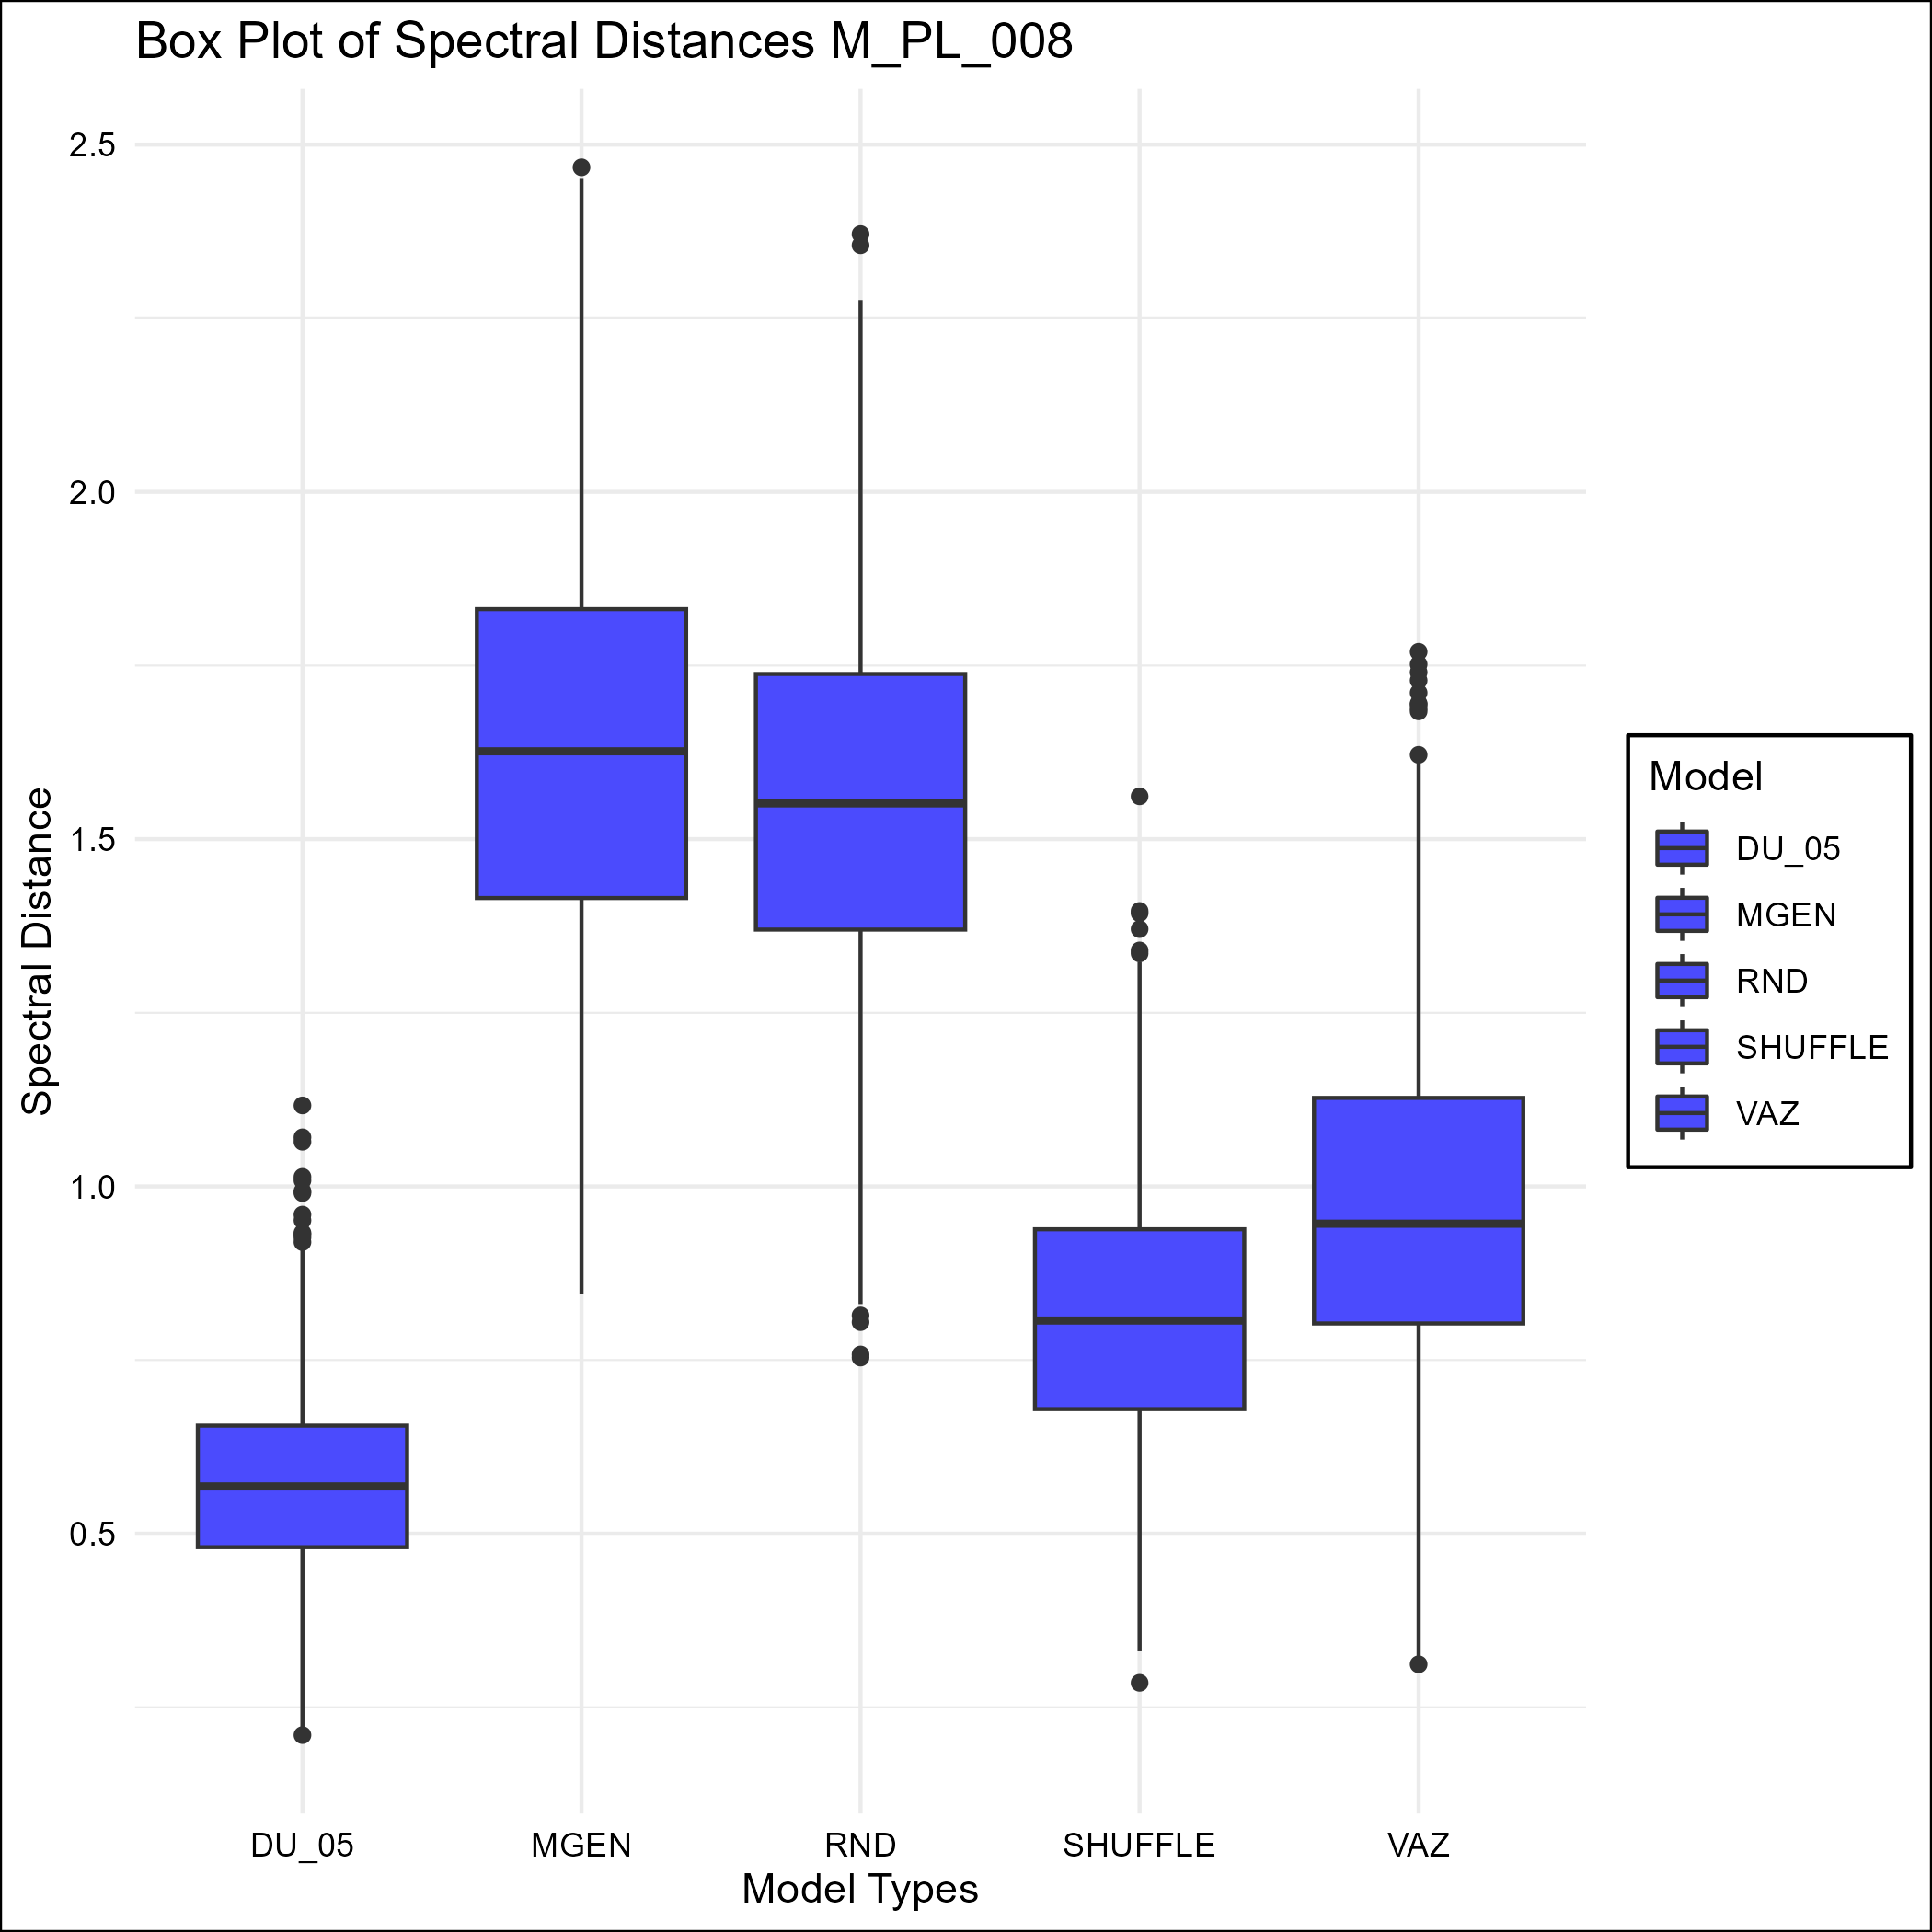 Box Plot of Spectral Distances M_PL_008
Spectral Distance
2.5
2.0
1.5
1.0
0.5
DU_05 MGEN RND SHUFFLE VAZ
Model Types
Model
DU_05
MGEN
RND
SHUFFLE
VAZ